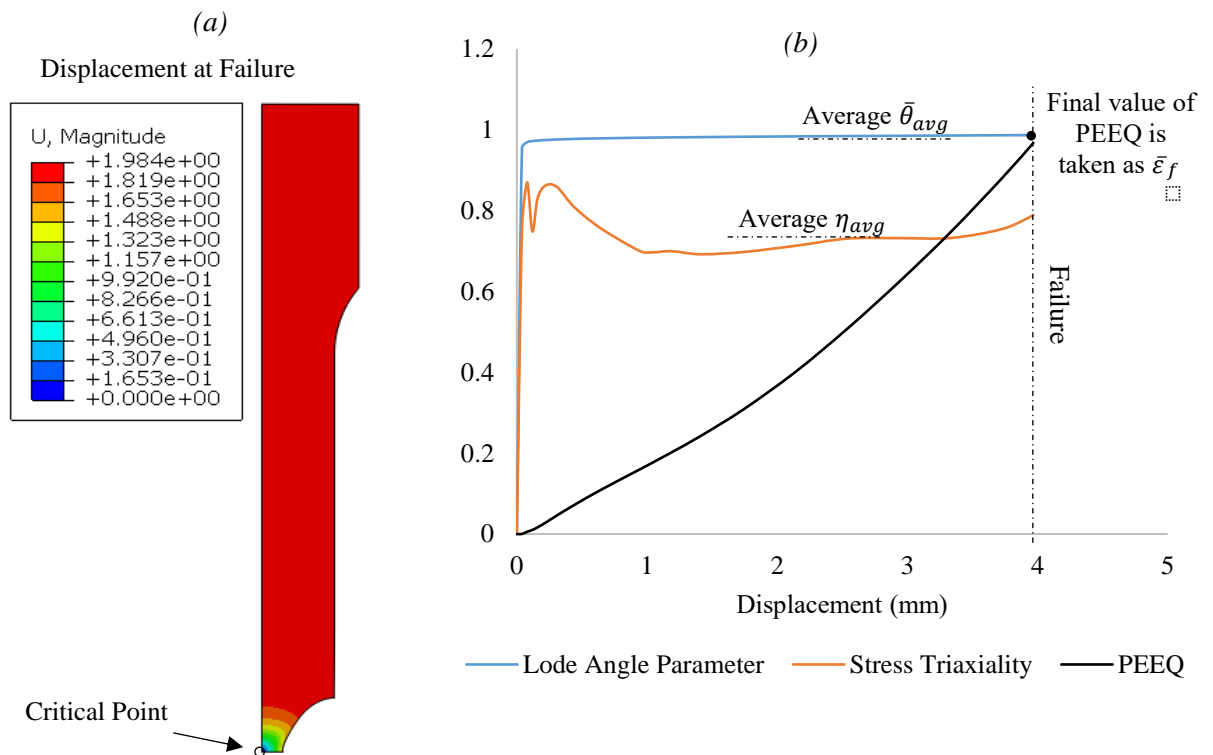 (a)
Displacement at Failure
U, Magnitude
+1.984e+00
+1.819e+00
+1.653e+00
+1.488e+00
+1.323e+00
+1.157e+00
+9.920e-01
+8.266e-01
+6.613e-01
+4.960e-01
+3.307e-01
+1.653e-01
+0.000e+00
Critical Point
(b)
1.2
1
0.8
0.6
0.4
0.2
0
0
1
2
3
4
5
Displacement (mm)
Average θ̄avg
Average ηavg
Final value of
PEEQ is
taken as ε̄f
Failure
Lode Angle Parameter
Stress Triaxiality
PEEQ